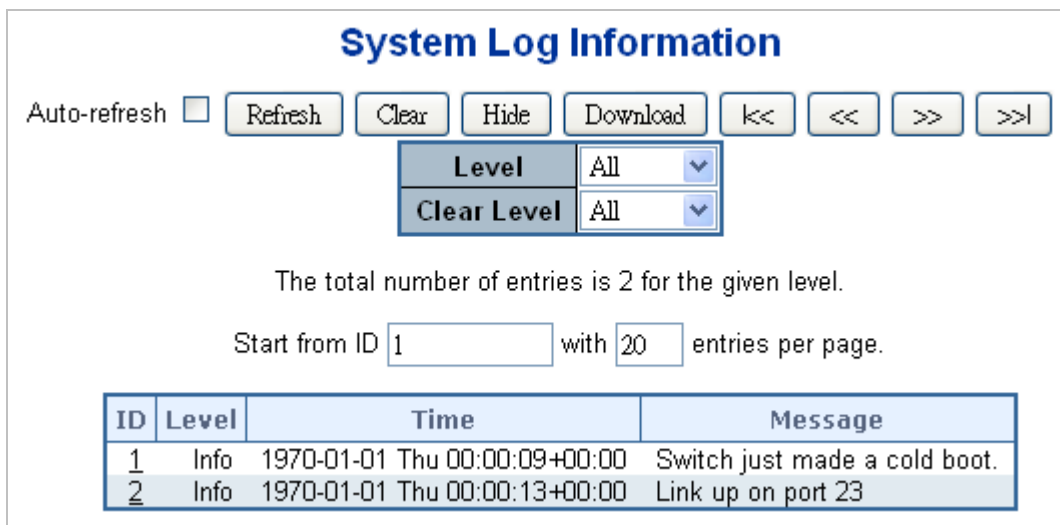 System Log Information
Auto-refresh Refresh Clear Hide Download |<< << >> >>|
Level All
Clear Level All
The total number of entries is 2 for the given level.
Start from ID 1 with 20 entries per page.
ID Level Time Message
1 Info 1970-01-01 Thu 00:00:09+00:00 Switch just made a cold boot.
2 Info 1970-01-01 Thu 00:00:13+00:00 Link up on port 23